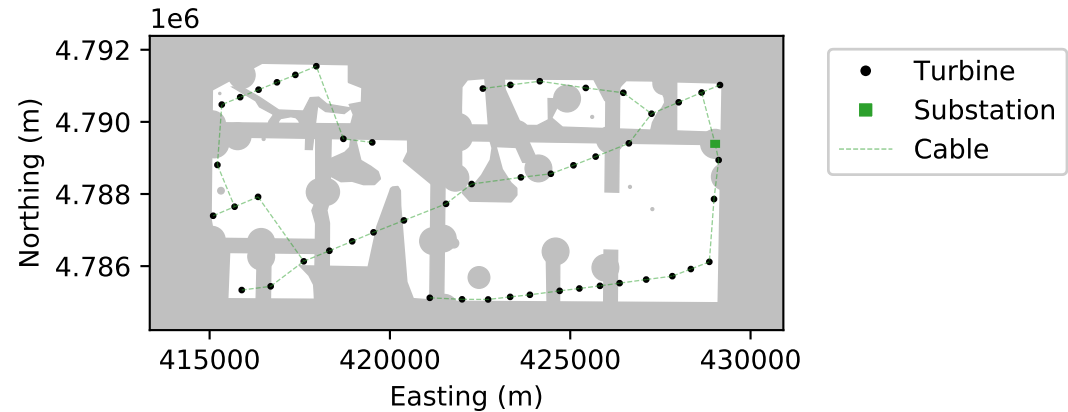 1e6
4.792
4.790
4.788
4.786
Northing (m)
415000 420000 425000 430000
Easting (m)
Turbine
Substation
Cable